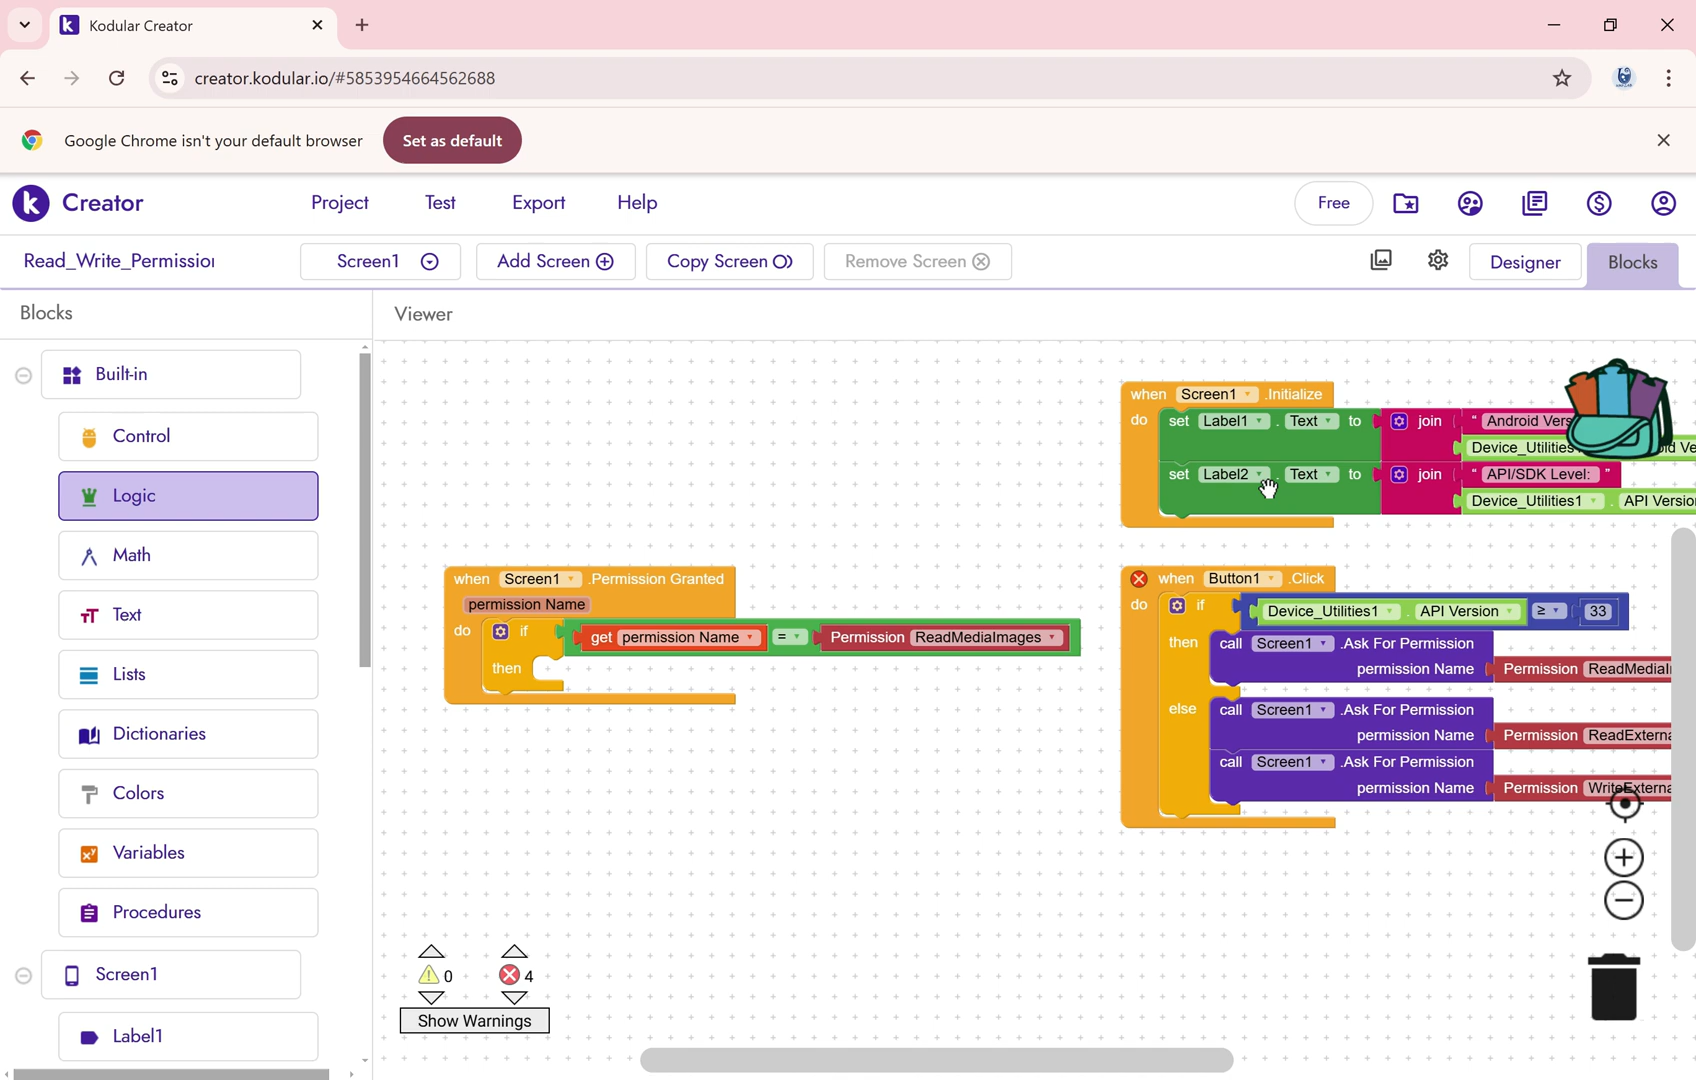 Kodular Creator
creator.kodular.io/#5853954664562688
Google Chrome isn't your default browser
Set as default
Creator
Project
Test
Export
Help
Free
Read_Write_Permission
Screen1
Add Screen
Copy Screen
Remove Screen
Designer
Blocks
Blocks
Viewer
Built-in
Control
Logic
Math
Text
Lists
Dictionaries
Colors
Variables
Procedures
Screen1
Label1
when Screen1 .Initialize
do set Label1 . Text to join " Android Vers
Device_Utilities
set Label2 . Text to join " API/SDK Level: "
Device_Utilities1 . API Version
when Screen1 .Permission Granted
permission Name
do if get permission Name = Permission ReadMediaImages
then
when Button1 .Click
do if Device_Utilities1 . API Version ≥ 33
then call Screen1 .Ask For Permission
permission Name Permission ReadMediaI
else call Screen1 .Ask For Permission
permission Name Permission ReadExterna
call Screen1 .Ask For Permission
permission Name Permission WriteExterna
0 4
Show Warnings